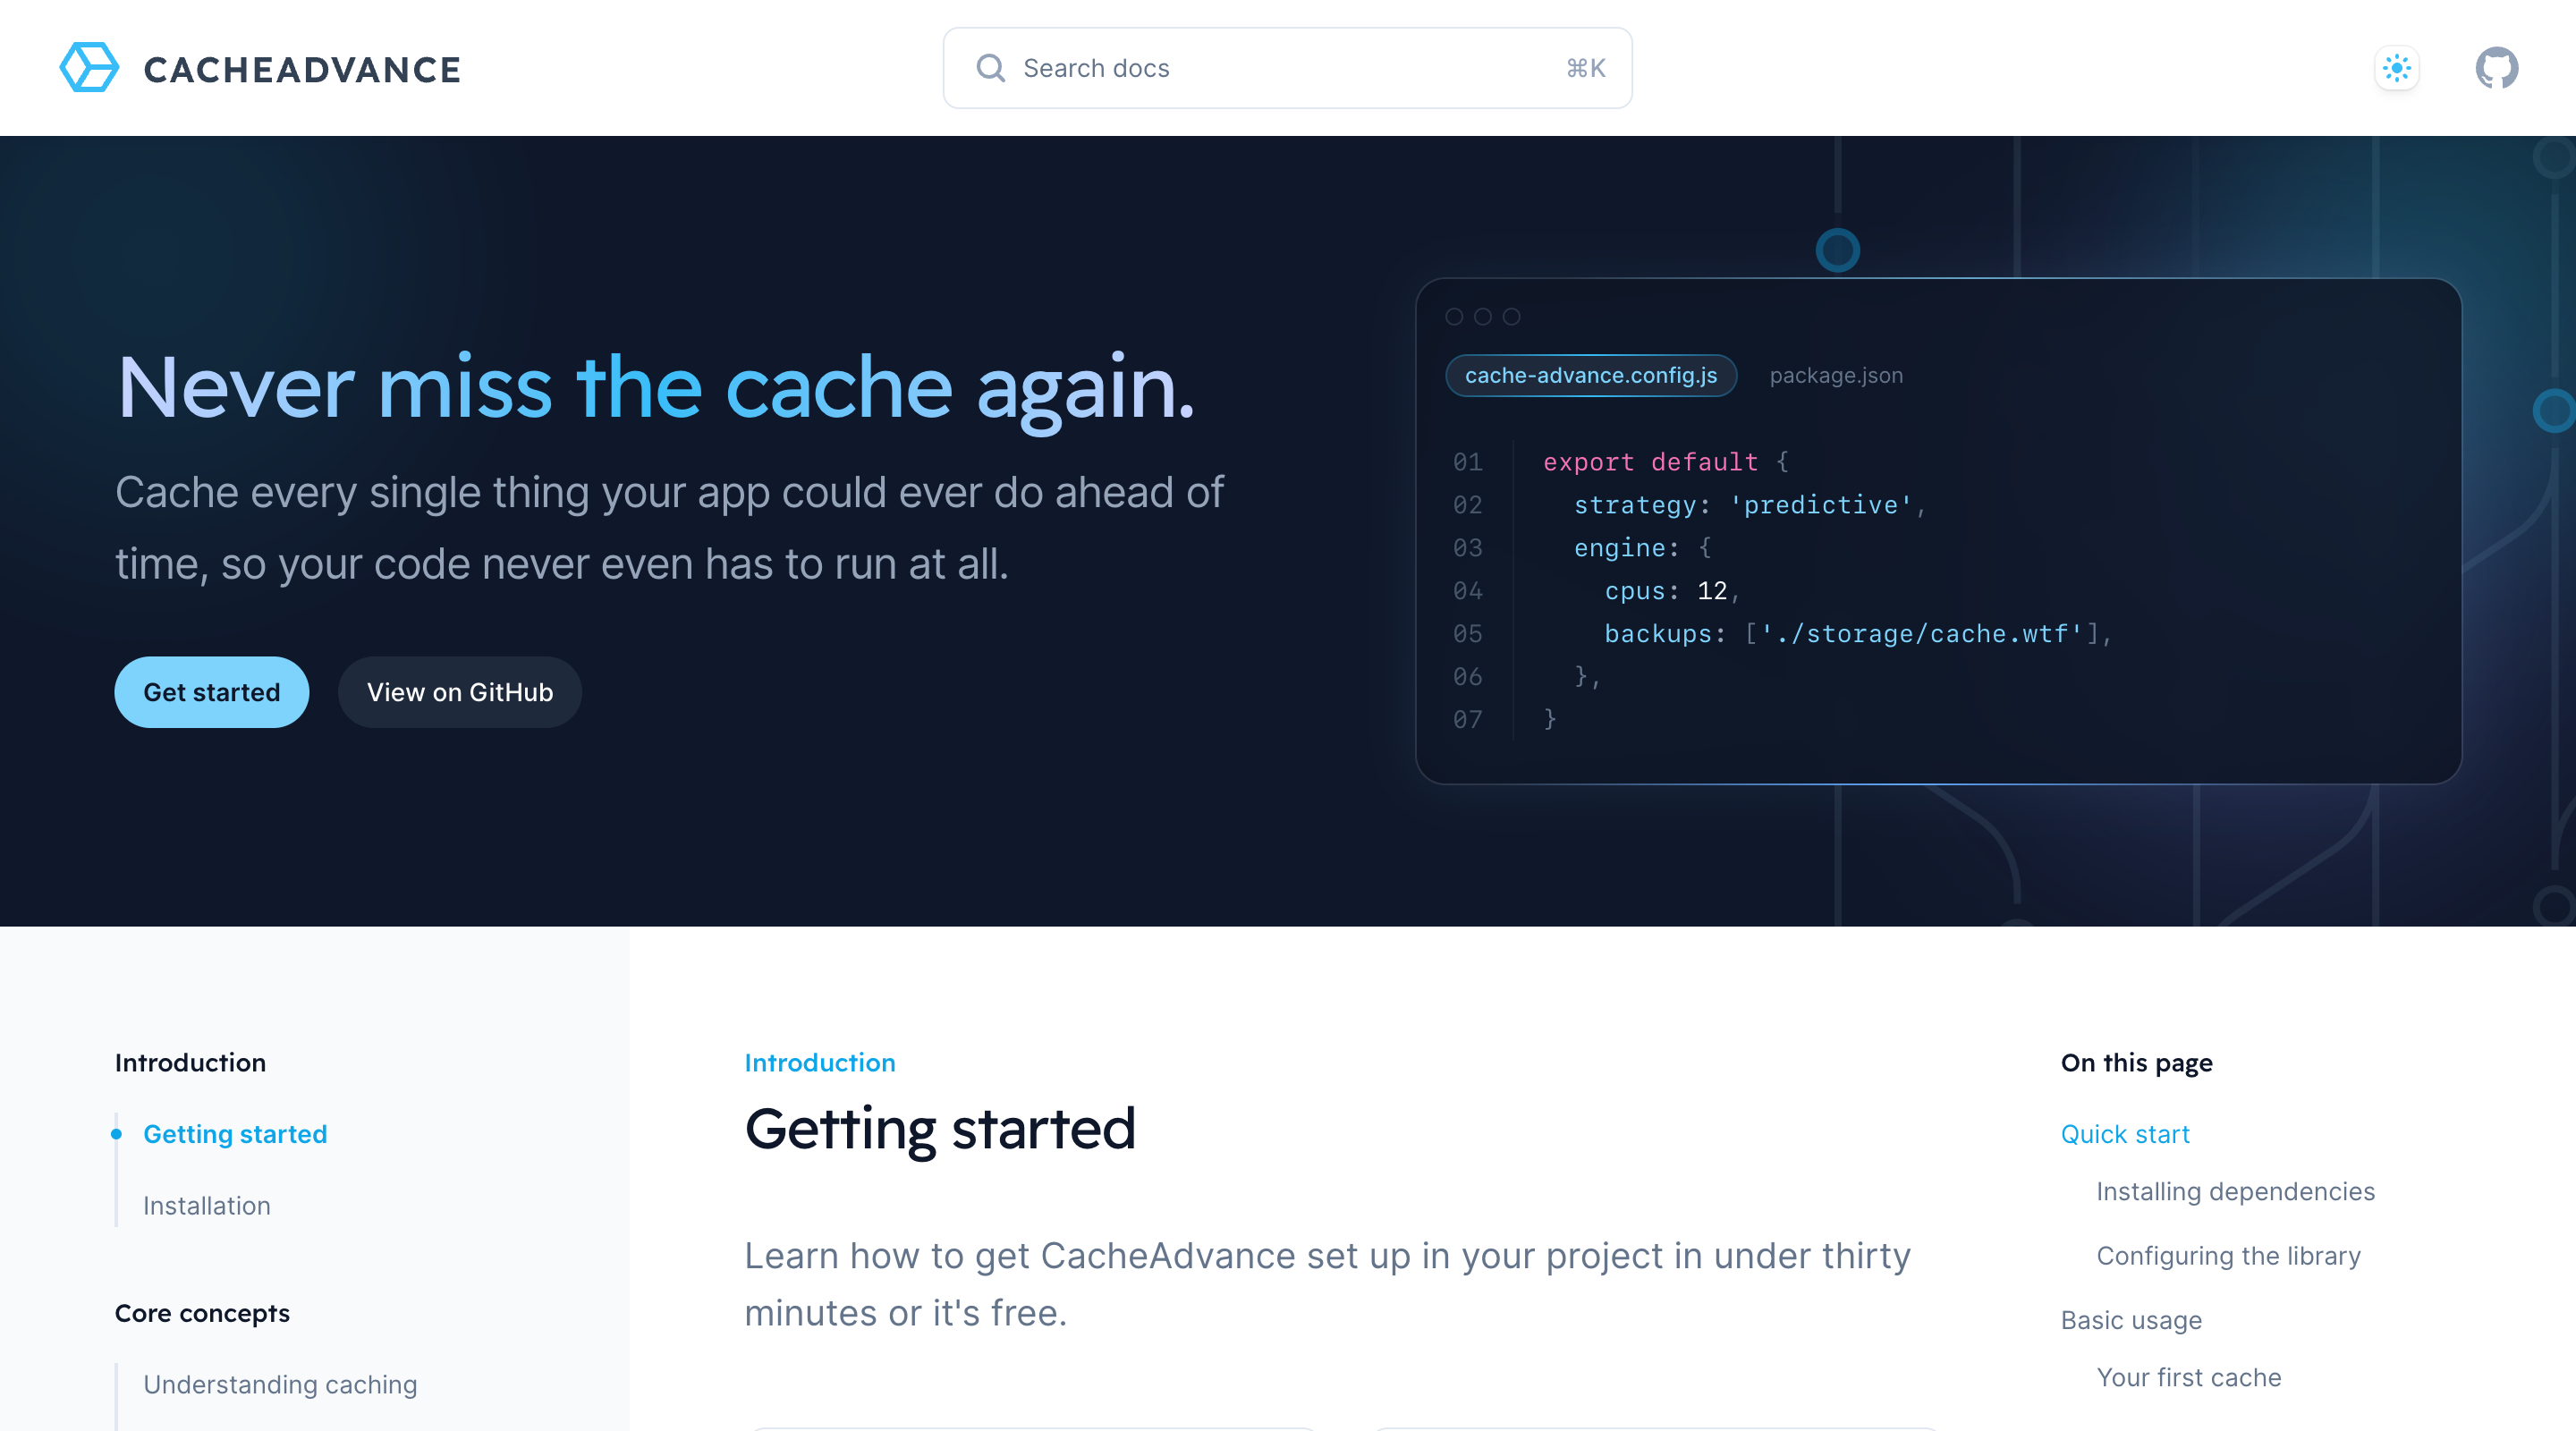 CACHEADVANCE
Search docs
⌘K
Never miss the cache again.
Cache every single thing your app could ever do ahead of
time, so your code never even has to run at all.
Get started
View on GitHub
cache-advance.config.js
package.json
01 export default {
02   strategy: 'predictive',
03   engine: {
04     cpus: 12,
05     backups: ['./storage/cache.wtf'],
06   },
07 }
Introduction
Getting started
Installation
Core concepts
Understanding caching
Introduction
Getting started
Learn how to get CacheAdvance set up in your project in under thirty
minutes or it's free.
On this page
Quick start
Installing dependencies
Configuring the library
Basic usage
Your first cache